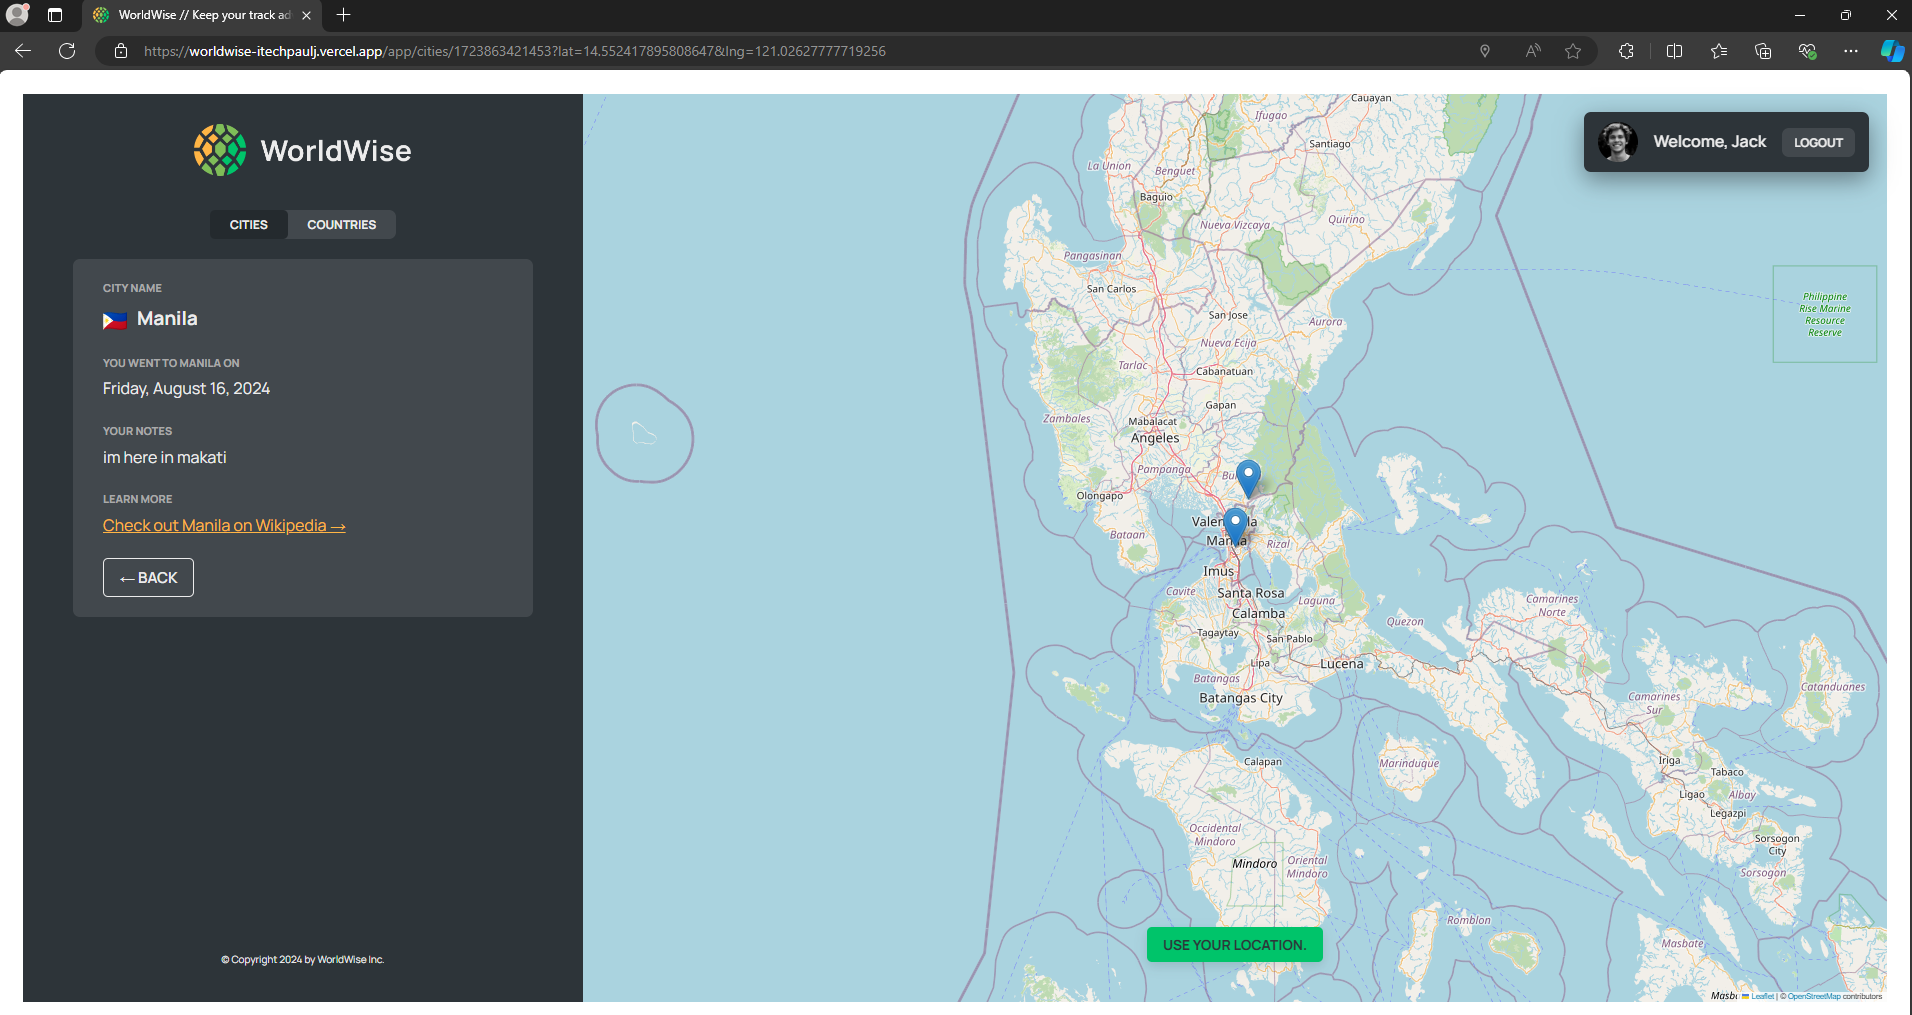 WorldWise // Keep your track ad
https://worldwise-itechpaulj.vercel.app/app/cities/1723863421453?lat=14.552417895808647&lng=121.02627777719256
WorldWise
CITIES
COUNTRIES
CITY NAME
Manila
YOU WENT TO MANILA ON
Friday, August 16, 2024
YOUR NOTES
im here in makati
LEARN MORE
Check out Manila on Wikipedia →
← BACK
© Copyright 2024 by WorldWise Inc.
Welcome, Jack
LOGOUT
Cauayan
Ifugao
Santiago
La Union
Benguet
Baguio
Nueva Vizcaya
Quirino
Pangasinan
San Carlos
San Jose
Aurora
Philippine
Rise Marine
Resource
Reserve
Nueva Ecija
Tarlac
Cabanatuan
Gapan
Zambales
Mabalacat
Angeles
Pampanga
Olongapo
Bataan
Rizal
Imus
Cavite
Santa Rosa
Laguna
Calamba
Tagaytay
San Pablo
Quezon
Camarines
Norte
Lipa
Lucena
Batangas
Batangas City
Camarines
Sur
Catanduanes
Calapan
Marinduque
Iriga
Tabaco
Ligao
Albay
Legazpi
Sorsogon
City
Sorsogon
Occidental
Mindoro
Mindoro
Oriental
Mindoro
Romblon
Masbate
USE YOUR LOCATION.
Leaflet | © OpenStreetMap contributors